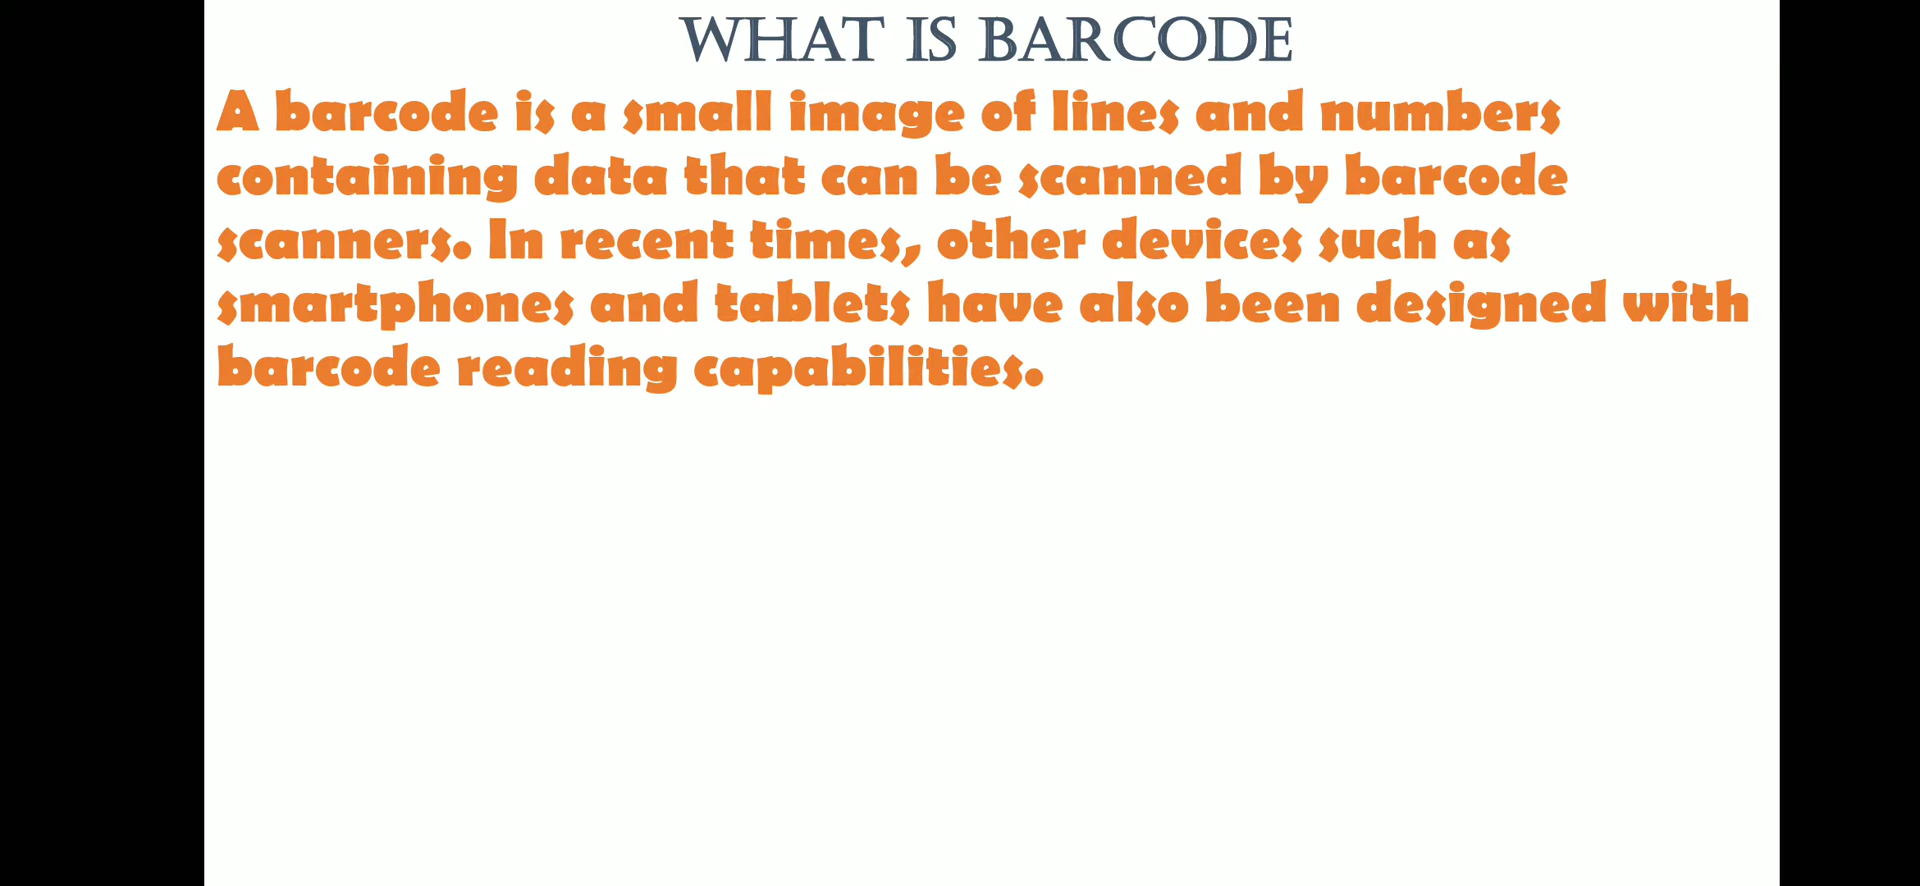 WHAT IS BARCODE
A barcode is a small image of lines and numbers
containing data that can be scanned by barcode
scanners. In recent times, other devices such as
smartphones and tablets have also been designed with
barcode reading capabilities.